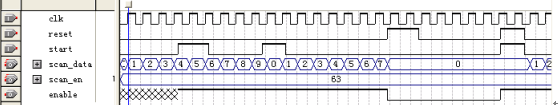 clk
reset
start
scan_data 0 1 2 3 4 5 6 7 8 9 0 1 2 3 4 5 6 7 0 1 2
scan_en 63
enable